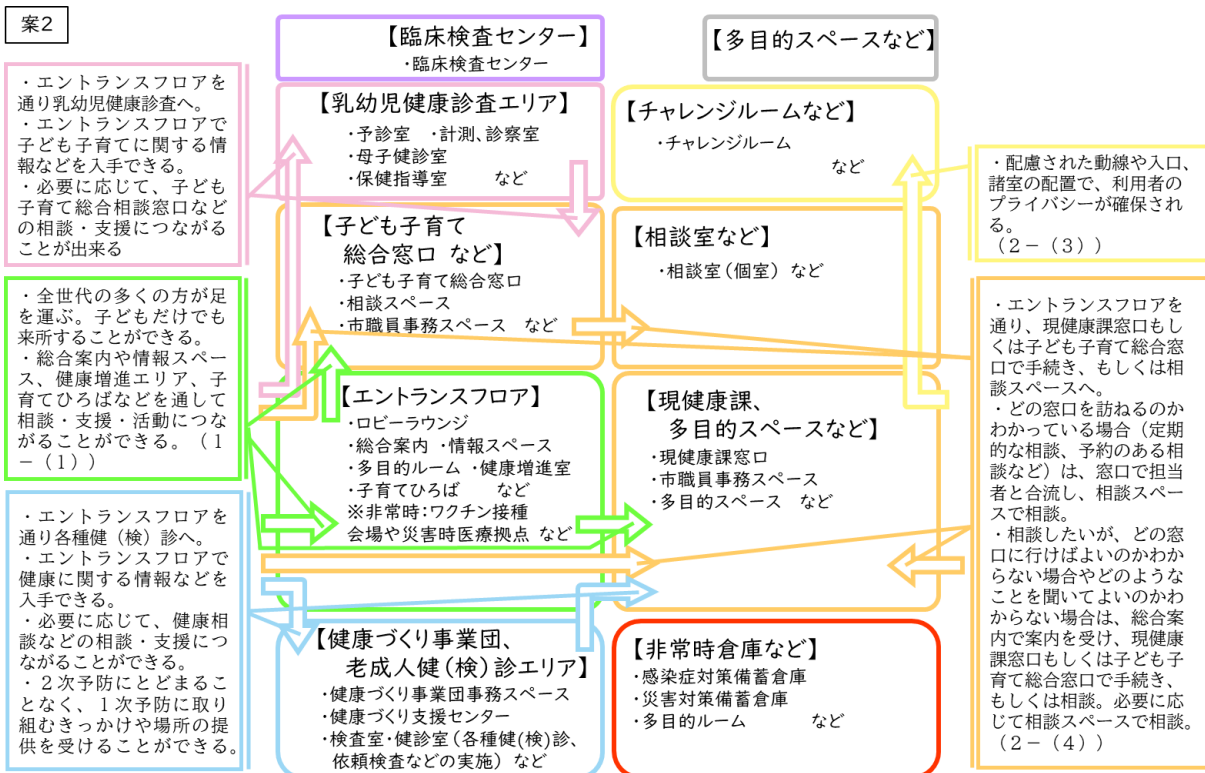 案2
【臨床検査センター】
・臨床検査センター
【多目的スペースなど】
・エントランスフロアを
通り乳幼児健康診査へ。
・エントランスフロアで
子ども子育てに関する情
報などを入手できる。
・必要に応じて、子ども
子育て総合相談窓口など
の相談・支援につながる
ことが出来る
【乳幼児健康診査エリア】
・予診室 ・計測、診察室
・母子健診室
・保健指導室 など
【チャレンジルームなど】
・チャレンジルーム
など
・配慮された動線や入口、
諸室の配置で、利用者の
プライバシーが確保され
る。
（２－（３））
【子ども子育て
総合窓口 など】
・子ども子育て総合窓口
・相談スペース
・市職員事務スペース など
【相談室など】
・相談室（個室） など
・全世代の多くの方が足
を運ぶ。子どもだけでも
来所することができる。
・総合案内や情報スペー
ス、健康増進エリア、子
育てひろばなどを通して
相談・支援・活動につな
がることができる。（１
－（１））
【エントランスフロア】
・ロビーラウンジ
・総合案内 ・情報スペース
・多目的ルーム ・健康増進室
・子育てひろば など
※非常時：ワクチン接種
会場や災害時医療拠点 など
【現健康課、
多目的スペースなど】
・現健康課窓口
・市職員事務スペース
・多目的スペース など
・エントランスフロアを
通り、現健康課窓口もし
くは子ども子育て総合窓
口で手続き、もしくは相
談スペースへ。
・どの窓口を訪ねるのか
わかっている場合（定期
的な相談、予約のある相
談など）は、窓口で担当
者と合流し、相談スペー
スで相談。
・相談したいが、どの窓
口に行けばよいのかわか
らない場合やどのような
ことを聞いてよいのかわ
からない場合は、総合案
内で案内を受け、現健康
課窓口もしくは子ども子
育て総合窓口で手続き、
もしくは相談。必要に応
じて相談スペースで相談。
（２－（４））
・エントランスフロアを
通り各種健（検）診へ。
・エントランスフロアで
健康に関する情報などを
入手できる。
・必要に応じて、健康相
談などの相談・支援につ
ながることができる。
・２次予防にとどまるこ
となく、１次予防に取り
組むきっかけや場所の提
供を受けることができる。
【健康づくり事業団、
老成人健（検）診エリア】
・健康づくり事業団事務スペース
・健康づくり支援センター
・検査室・健診室（各種健(検)診、
依頼検査などの実施）など
【非常時倉庫など】
・感染症対策備蓄倉庫
・災害対策備蓄倉庫
・多目的ルーム など